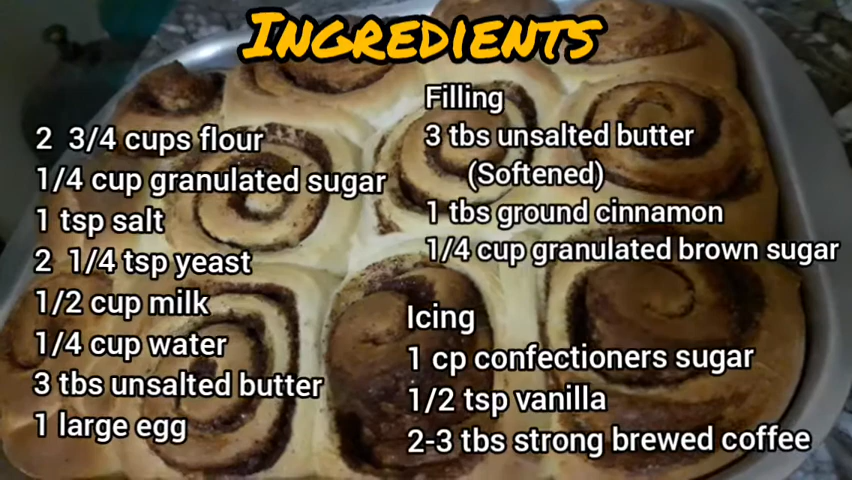 INGREDIENTS
2 3/4 cups flour
1/4 cup granulated sugar
1 tsp salt
2 1/4 tsp yeast
1/2 cup milk
1/4 cup water
3 tbs unsalted butter
1 large egg
Filling
3 tbs unsalted butter
(Softened)
1 tbs ground cinnamon
1/4 cup granulated brown sugar
Icing
1 cp confectioners sugar
1/2 tsp vanilla
2-3 tbs strong brewed coffee